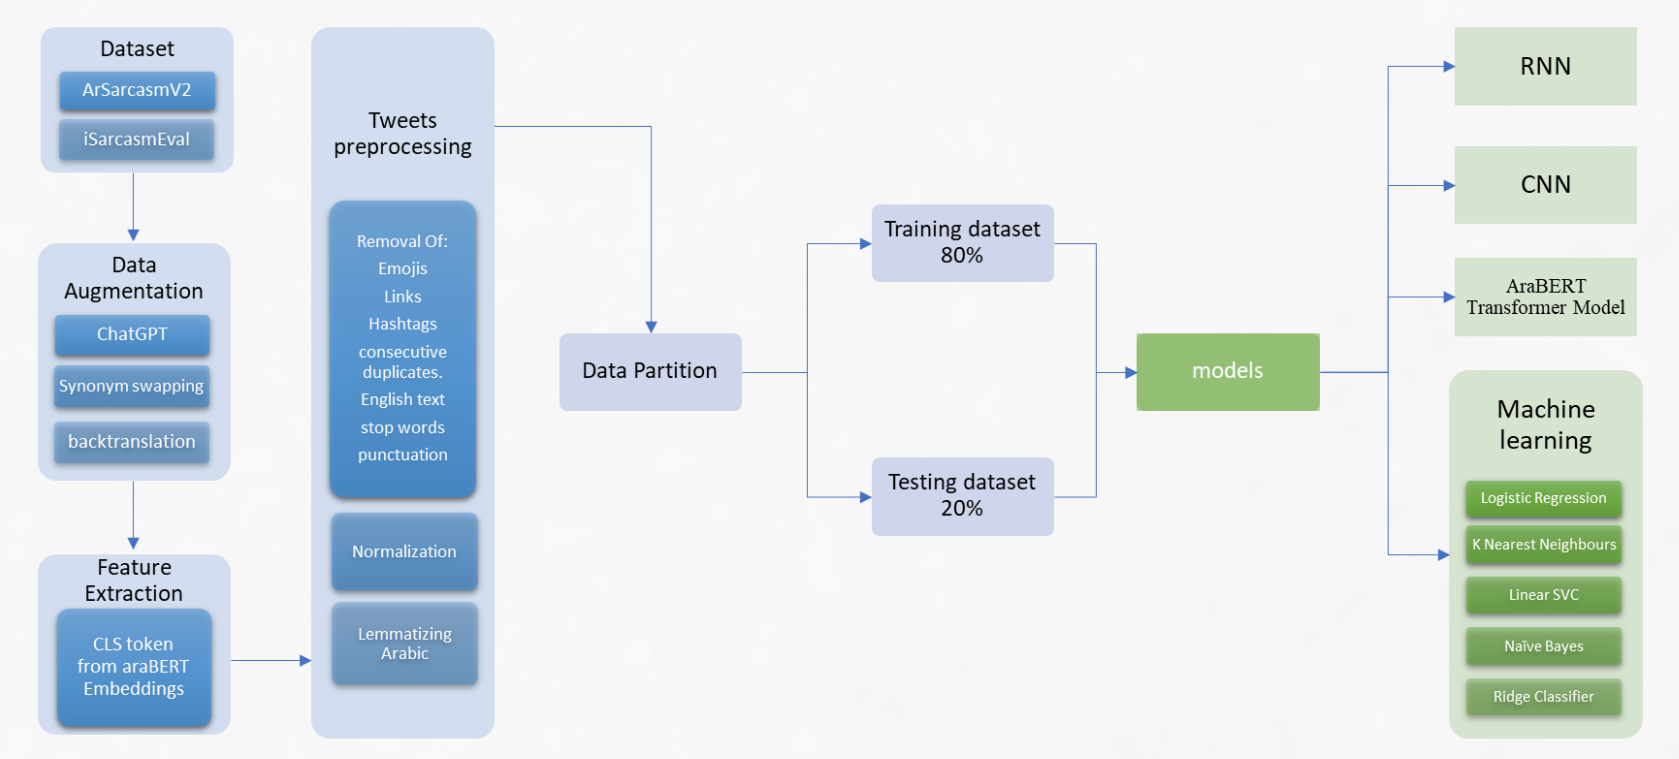 Dataset
ArSarcasmV2
iSarcasmEval
Data
Augmentation
ChatGPT
Synonym swapping
backtranslation
Feature
Extraction
CLS token
from araBERT
Embeddings
Tweets
preprocessing
Removal Of:
Emojis
Links
Hashtags
consecutive
duplicates.
English text
stop words
punctuation
Normalization
Lemmatizing
Arabic
Data Partition
Training dataset
80%
Testing dataset
20%
models
RNN
CNN
AraBERT
Transformer Model
Machine
learning
Logistic Regression
K Nearest Neighbours
Linear SVC
Naïve Bayes
Ridge Classifier